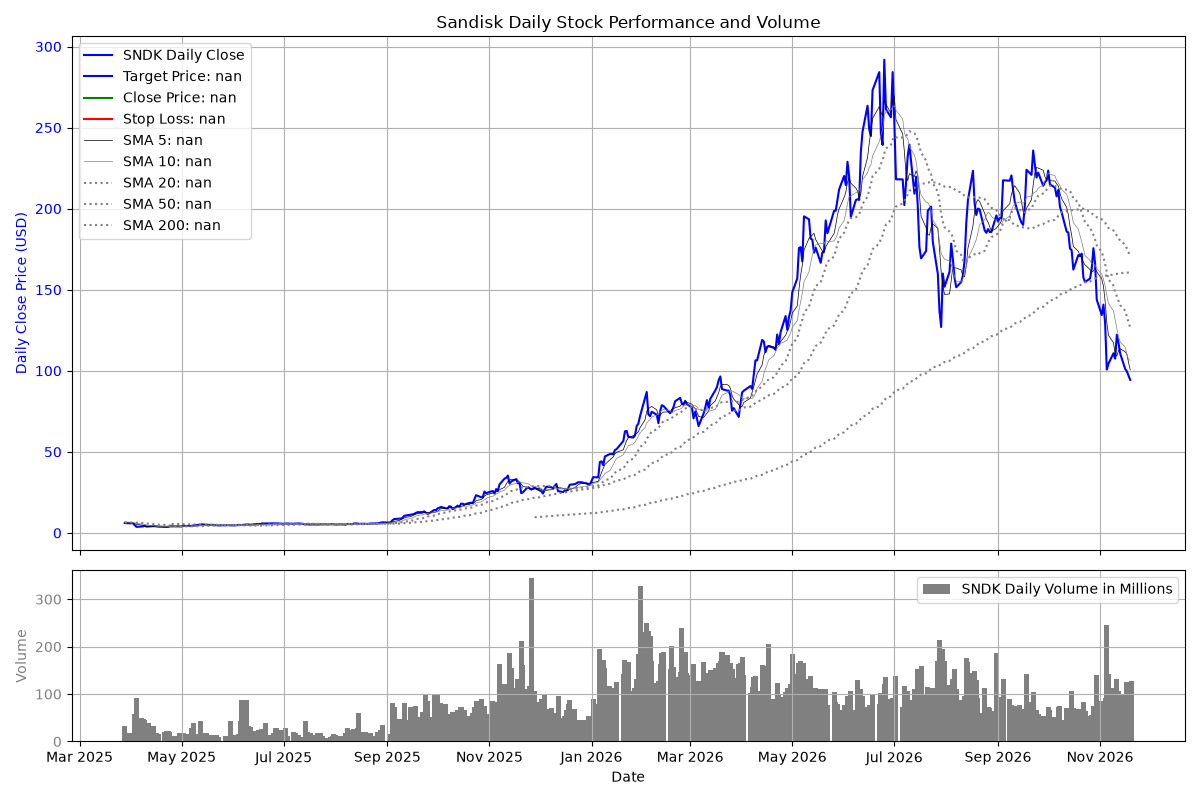 Sandisk Daily Stock Performance and Volume
SNDK Daily Close
Target Price: nan
Close Price: nan
Stop Loss: nan
SMA 5: nan
SMA 10: nan
SMA 20: nan
SMA 50: nan
SMA 200: nan
Daily Close Price (USD)
300
250
200
150
100
50
0
SNDK Daily Volume in Millions
Volume
300
200
100
0
Mar 2025 May 2025 Jul 2025 Sep 2025 Nov 2025 Jan 2026 Mar 2026 May 2026 Jul 2026 Sep 2026 Nov 2026
Date